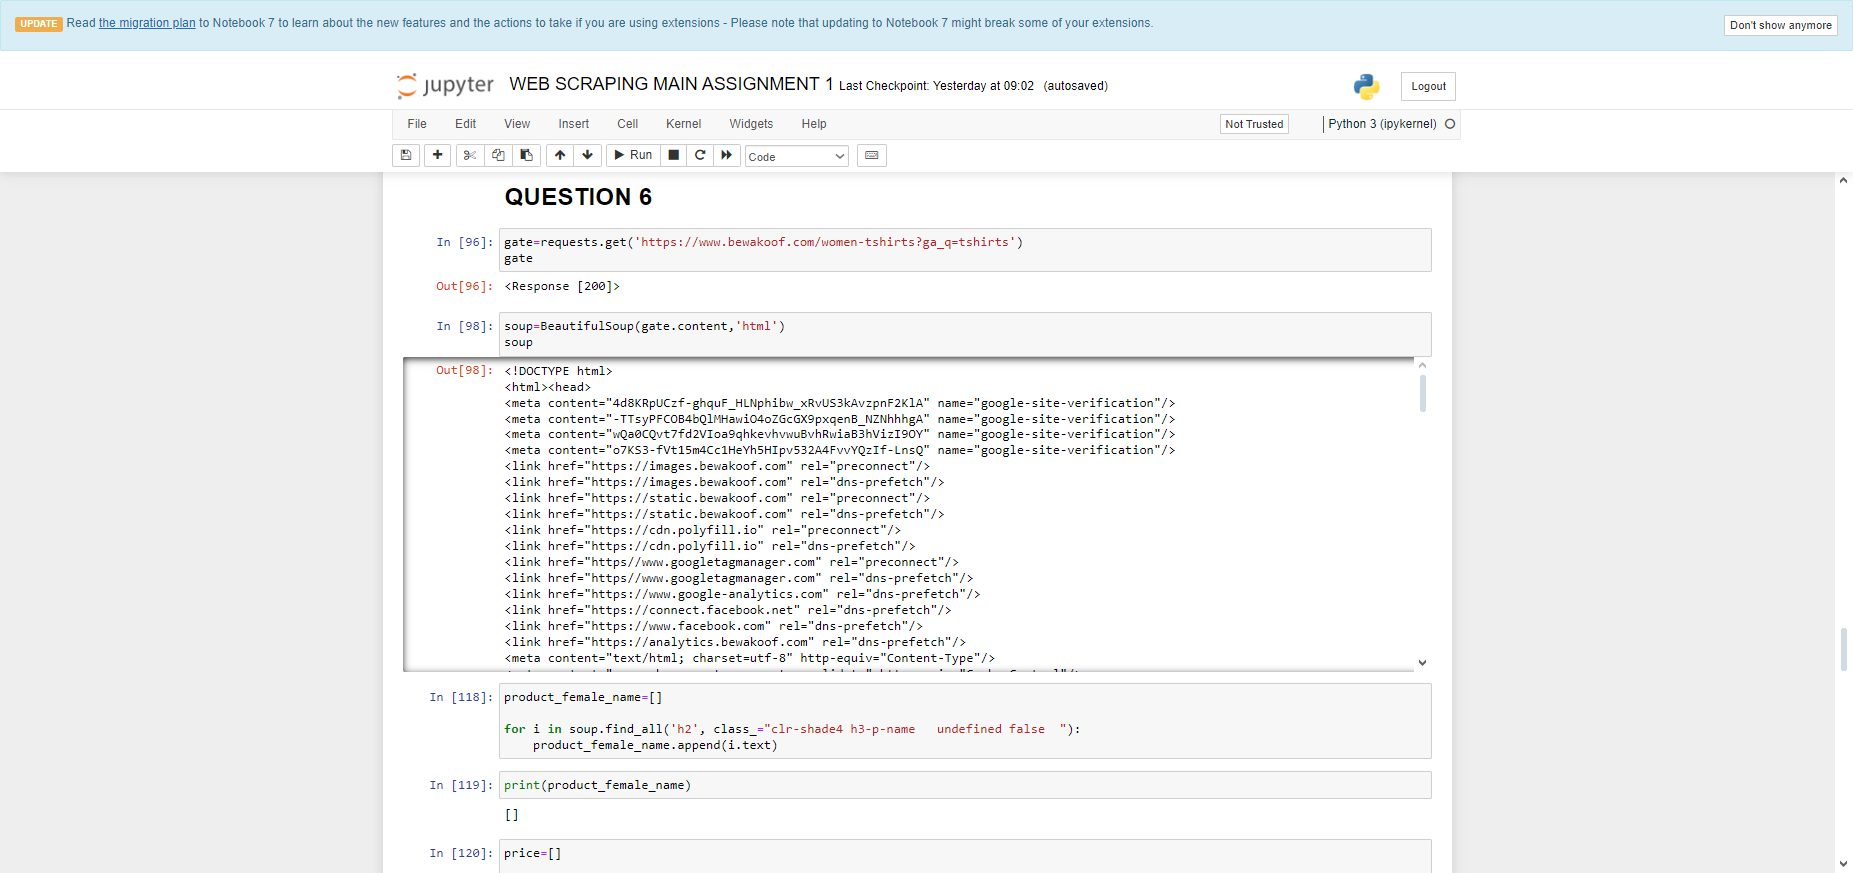 UPDATE Read the migration plan to Notebook 7 to learn about the new features and the actions to take if you are using extensions - Please note that updating to Notebook 7 might break some of your extensions.
Don't show anymore
jupyter WEB SCRAPING MAIN ASSIGNMENT 1 Last Checkpoint: Yesterday at 09:02 (autosaved)
Logout
File Edit View Insert Cell Kernel Widgets Help
Not Trusted
Python 3 (ipykernel)
Run
Code
QUESTION 6
In [96]: gate=requests.get('https://www.bewakoof.com/women-tshirts?ga_q=tshirts')
gate
Out[96]: <Response [200]>
In [98]: soup=BeautifulSoup(gate.content,'html')
soup
Out[98]: <!DOCTYPE html>
<html><head>
<meta content="4d8KRpUCzf-ghquF_HLNphibw_xRvUS3kAvzpnF2KlA" name="google-site-verification"/>
<meta content="-TTsyPFCOB4bQlMHawiO4oZGcGX9pxqenB_NZNhhhgA" name="google-site-verification"/>
<meta content="wQa0CQvt7fd2VIoa9qhkevhvwuBvhRwiaB3hVizI9OY" name="google-site-verification"/>
<meta content="o7KS3-fVt15m4Cc1HeYh5HIpv532A4FvvYQzIf-LnsQ" name="google-site-verification"/>
<link href="https://images.bewakoof.com" rel="preconnect"/>
<link href="https://images.bewakoof.com" rel="dns-prefetch"/>
<link href="https://static.bewakoof.com" rel="preconnect"/>
<link href="https://static.bewakoof.com" rel="dns-prefetch"/>
<link href="https://cdn.polyfill.io" rel="preconnect"/>
<link href="https://cdn.polyfill.io" rel="dns-prefetch"/>
<link href="https//www.googletagmanager.com" rel="preconnect"/>
<link href="https//www.googletagmanager.com" rel="dns-prefetch"/>
<link href="https://www.google-analytics.com" rel="dns-prefetch"/>
<link href="https://connect.facebook.net" rel="dns-prefetch"/>
<link href="https://www.facebook.com" rel="dns-prefetch"/>
<link href="https://analytics.bewakoof.com" rel="dns-prefetch"/>
<meta content="text/html; charset=utf-8" http-equiv="Content-Type"/>
In [118]: product_female_name=[]
for i in soup.find_all('h2', class_="clr-shade4 h3-p-name   undefined false  "):
    product_female_name.append(i.text)
In [119]: print(product_female_name)
[]
In [120]: price=[]